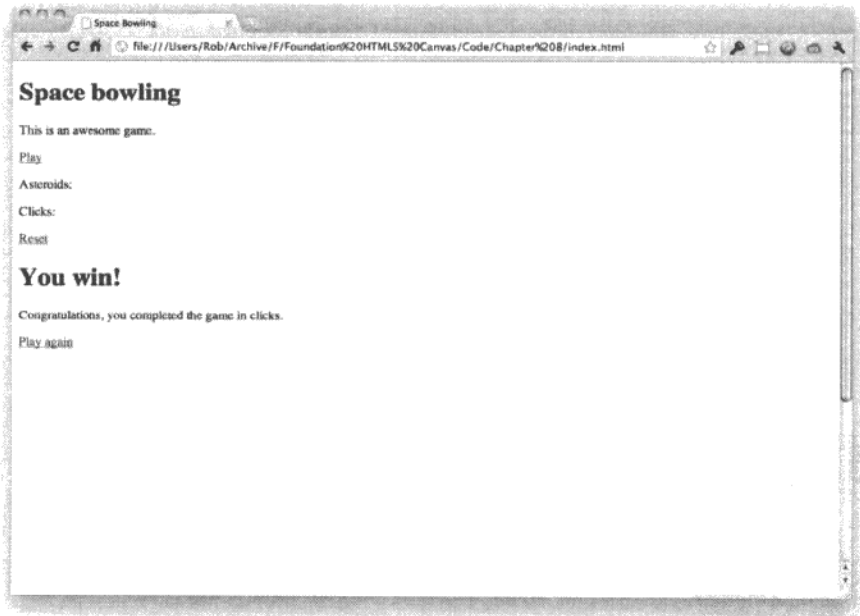 Space Bowling
file:///Users/Rob/Archive/F/Foundation%20HTML5%20Canvas/Code/Chapter%208/index.html
Space bowling
This is an awesome game.
Play
Asteroids:
Clicks:
Reset
You win!
Congratulations, you completed the game in clicks.
Play again